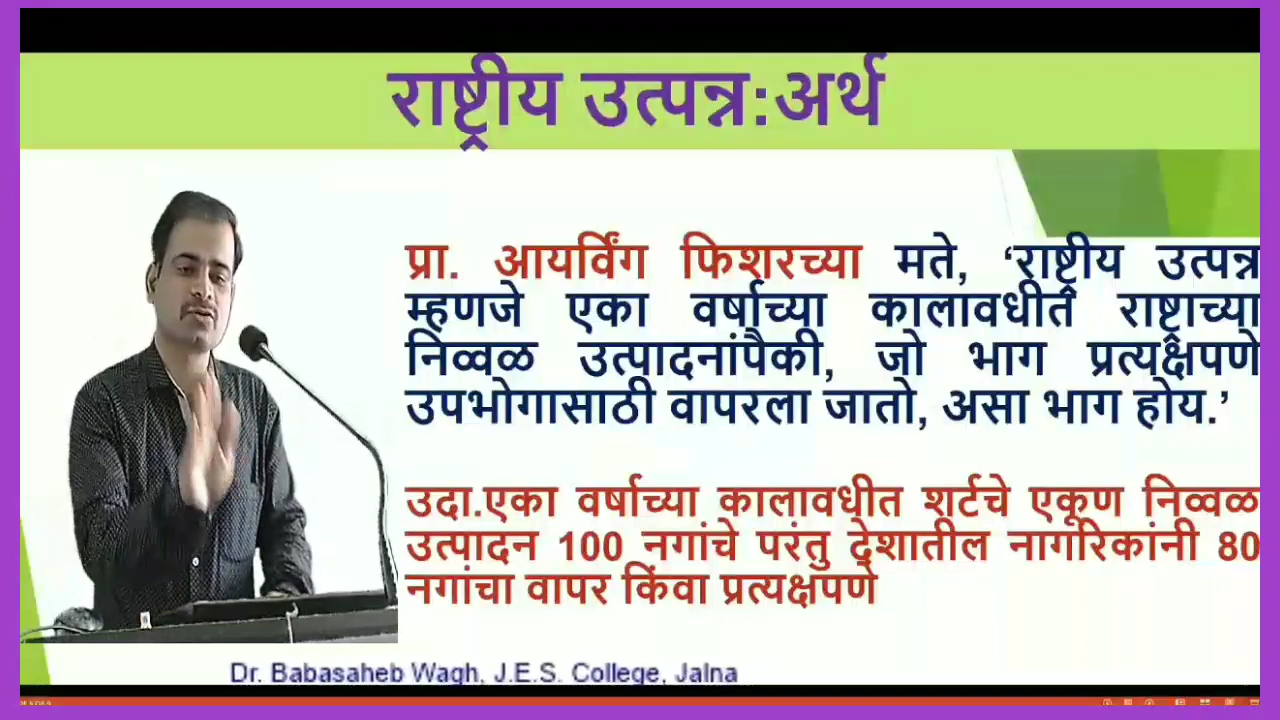 राष्ट्रीय उत्पन्न:अर्थ
प्रा. आयर्विंग फिशरच्या मते, ‘राष्ट्रीय उत्पन्न
म्हणजे एका वर्षाच्या कालावधीत राष्ट्राच्या
निव्वळ उत्पादनांपैकी, जो भाग प्रत्यक्षपणे
उपभोगासाठी वापरला जातो, असा भाग होय.’
उदा.एका वर्षाच्या कालावधीत शर्टचे एकूण निव्वळ
उत्पादन 100 नगांचे परंतु देशातील नागरिकांनी 80
नगांचा वापर किंवा प्रत्यक्षपणे
Dr. Babasaheb Wagh, J.E.S. College, Jalna